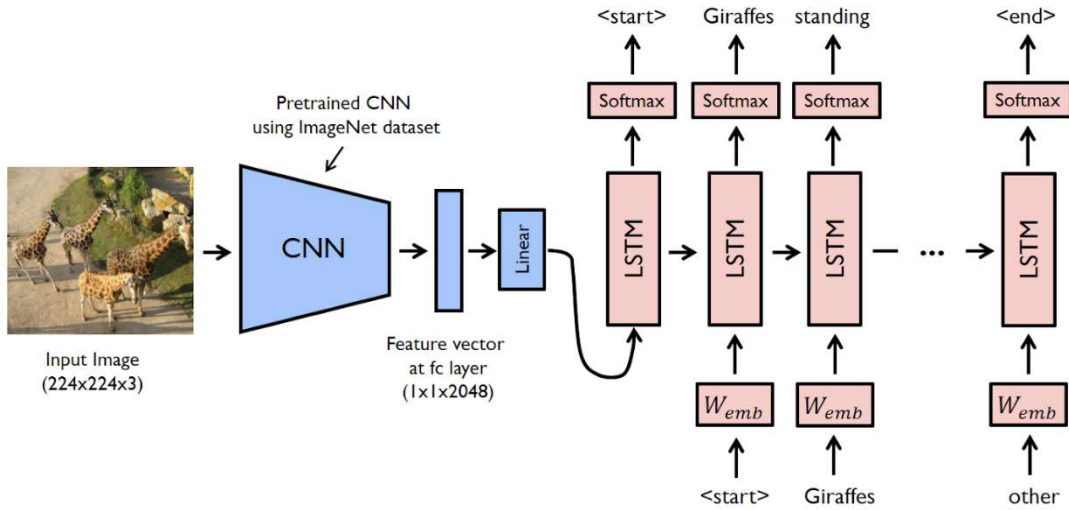 <start>
Giraffes
standing
<end>
Softmax
Softmax
Softmax
Softmax
Pretrained CNN
using ImageNet dataset
CNN
Linear
LSTM
LSTM
LSTM
...
LSTM
Input Image
(224x224x3)
Feature vector
at fc layer
(1x1x2048)
W_emb
W_emb
W_emb
<start>
Giraffes
other